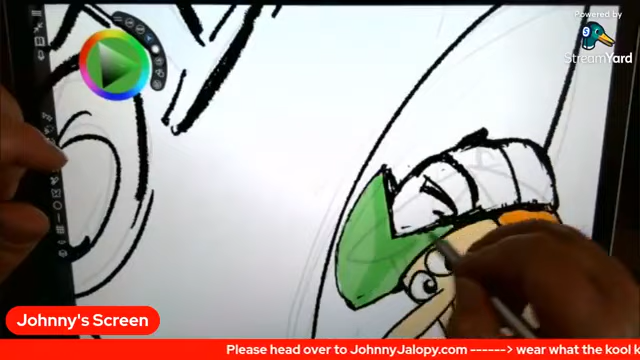 Powered by
StreamYard
Johnny's Screen
Please head over to JohnnyJalopy.com ------> wear what the kool k